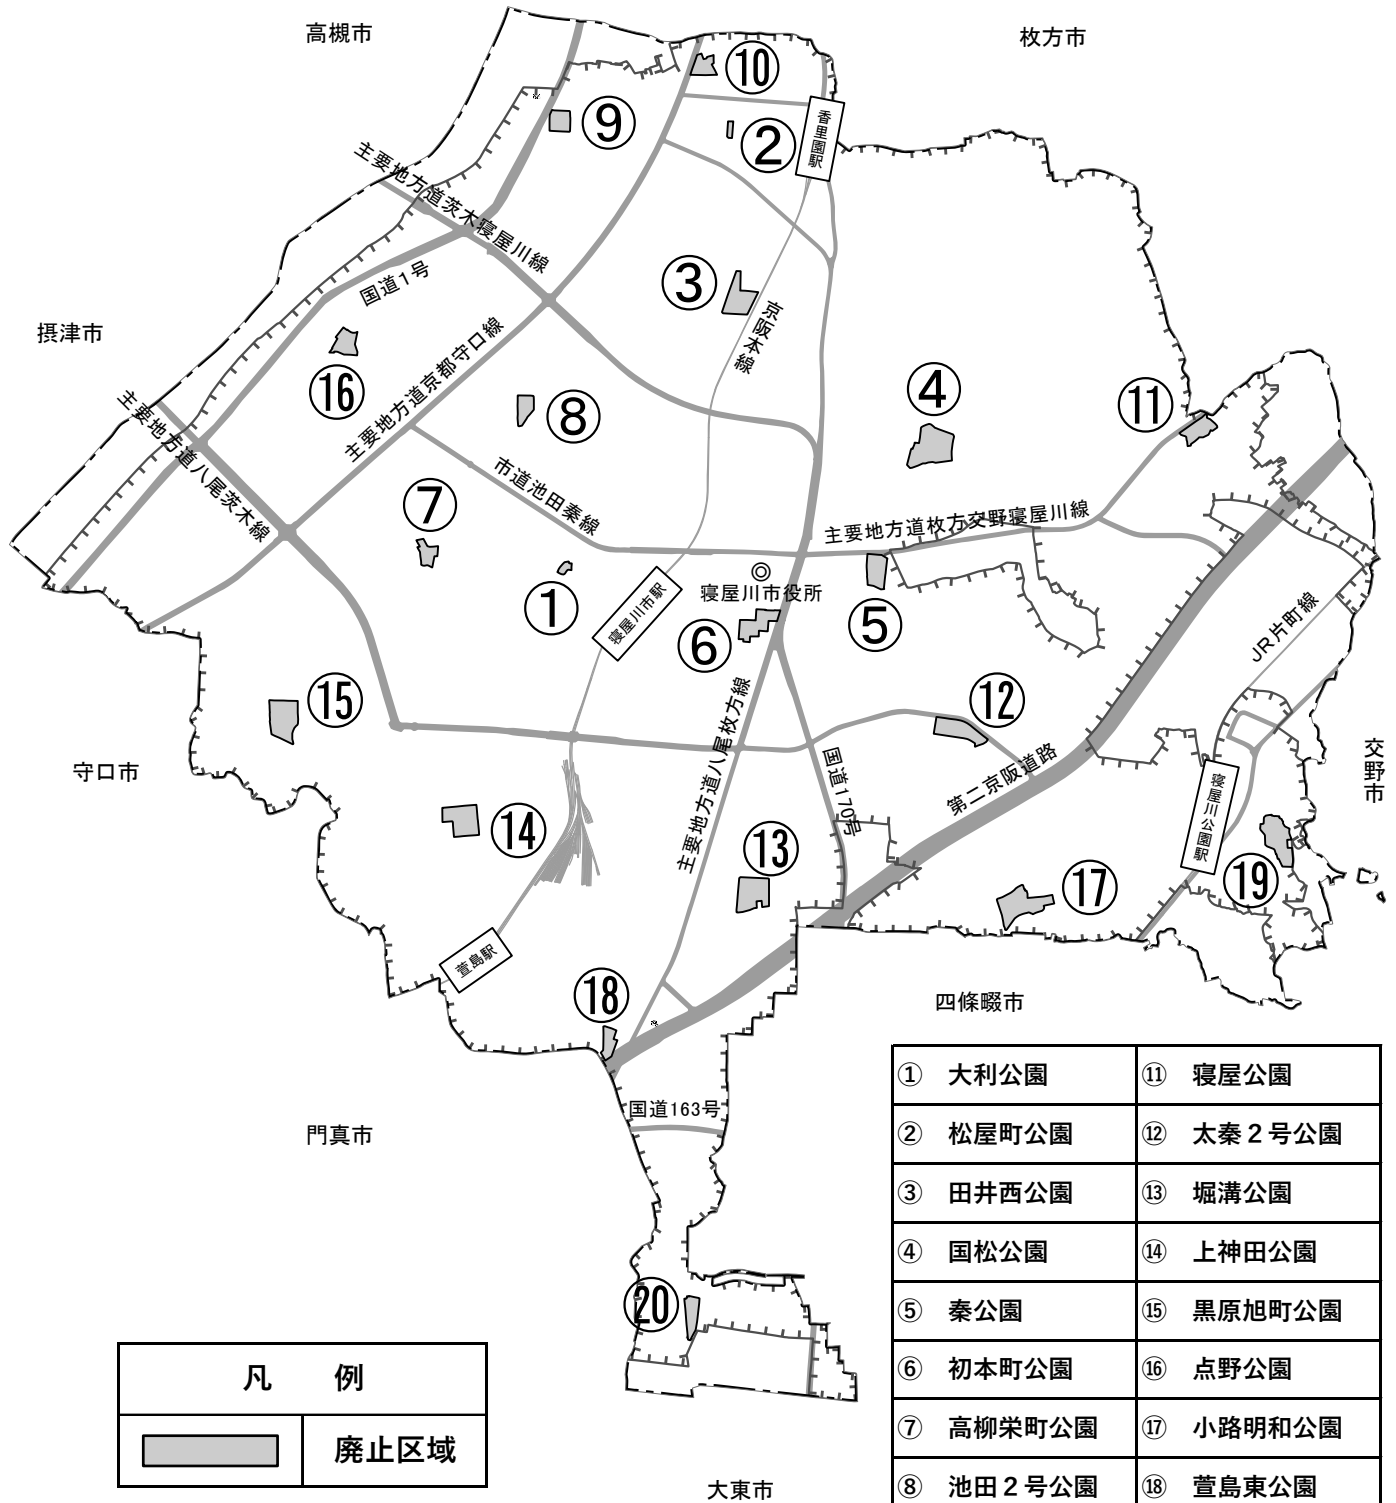 高槻市
枚方市
⑩
⑨
②
香里園駅
主要地方道茨木寝屋川線
国道1号
③
京阪本線
摂津市
⑯
主要地方道京都守口線
⑧
④
⑪
主要地方道八尾茨木線
⑦
市道池田秦線
主要地方道枚方交野寝屋川線
①
寝屋川市駅
寝屋川市役所
⑥
⑤
JR片町線
⑮
主要地方道八尾枚方線
⑫
国道170号
第二京阪道路
守口市
交野市
寝屋川公園駅
⑭
⑬
⑰
⑲
萱島駅
⑱
四條畷市
国道163号
門真市
⑳
大東市
凡 例
廃止区域
① 大利公園 ⑪ 寝屋公園
② 松屋町公園 ⑫ 太秦２号公園
③ 田井西公園 ⑬ 堀溝公園
④ 国松公園 ⑭ 上神田公園
⑤ 秦公園 ⑮ 黒原旭町公園
⑥ 初本町公園 ⑯ 点野公園
⑦ 高柳栄町公園 ⑰ 小路明和公園
⑧ 池田２号公園 ⑱ 萱島東公園